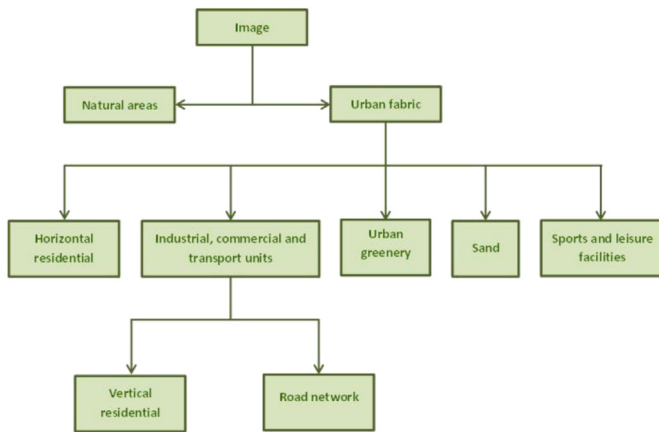 Image
Natural areas
Urban fabric
Horizontal
residential
Industrial, commercial and
transport units
Urban
greenery
Sand
Sports and leisure
facilities
Vertical
residential
Road network